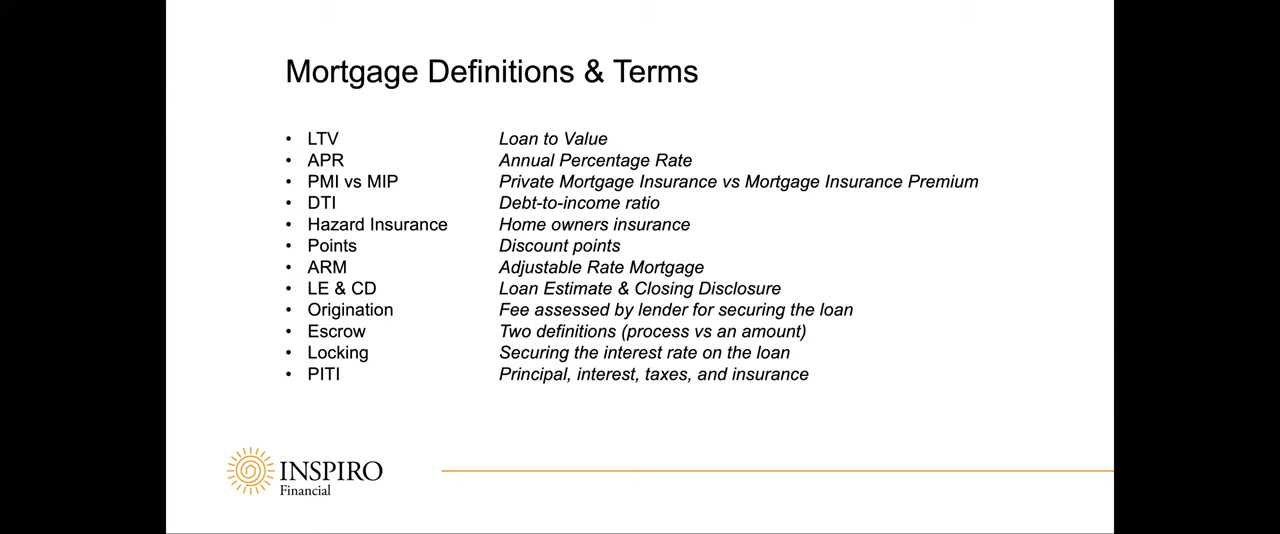 Mortgage Definitions & Terms
• LTV Loan to Value
• APR Annual Percentage Rate
• PMI vs MIP Private Mortgage Insurance vs Mortgage Insurance Premium
• DTI Debt-to-income ratio
• Hazard Insurance Home owners insurance
• Points Discount points
• ARM Adjustable Rate Mortgage
• LE & CD Loan Estimate & Closing Disclosure
• Origination Fee assessed by lender for securing the loan
• Escrow Two definitions (process vs an amount)
• Locking Securing the interest rate on the loan
• PITI Principal, interest, taxes, and insurance
INSPIRO
Financial